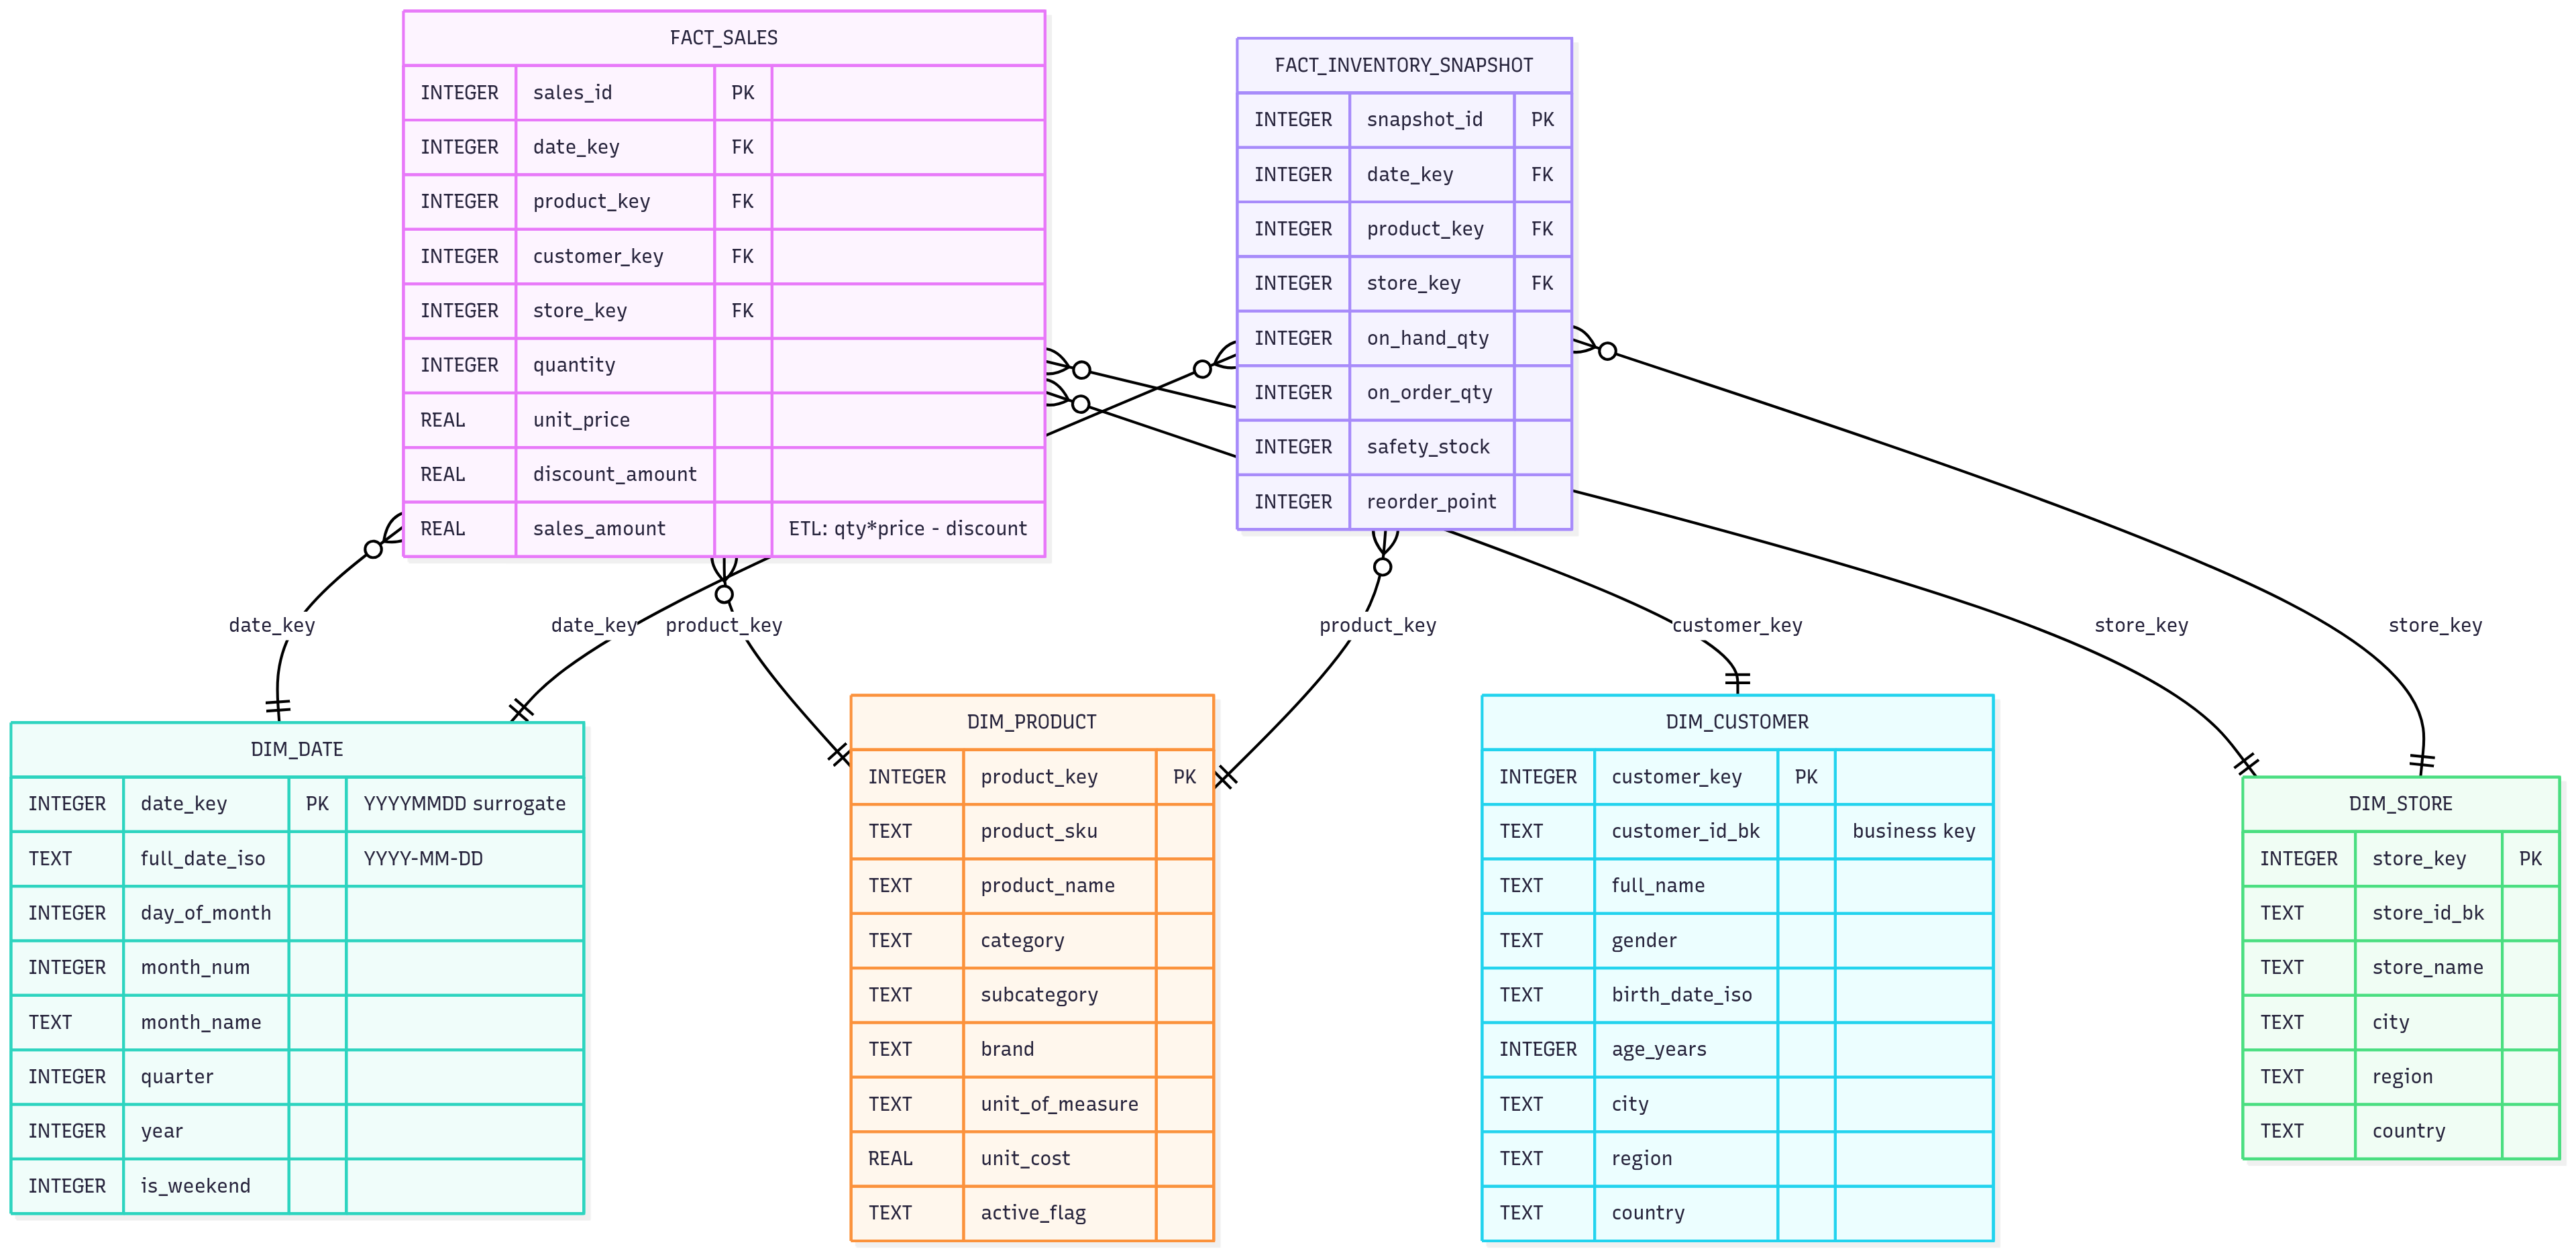 FACT_SALES
INTEGER sales_id PK
INTEGER date_key FK
INTEGER product_key FK
INTEGER customer_key FK
INTEGER store_key FK
INTEGER quantity
REAL unit_price
REAL discount_amount
REAL sales_amount ETL: qty*price - discount
FACT_INVENTORY_SNAPSHOT
INTEGER snapshot_id PK
INTEGER date_key FK
INTEGER product_key FK
INTEGER store_key FK
INTEGER on_hand_qty
INTEGER on_order_qty
INTEGER safety_stock
INTEGER reorder_point
date_key
date_key
product_key
product_key
customer_key
store_key
store_key
DIM_DATE
INTEGER date_key PK YYYYMMDD surrogate
TEXT full_date_iso YYYY-MM-DD
INTEGER day_of_month
INTEGER month_num
TEXT month_name
INTEGER quarter
INTEGER year
INTEGER is_weekend
DIM_PRODUCT
INTEGER product_key PK
TEXT product_sku
TEXT product_name
TEXT category
TEXT subcategory
TEXT brand
TEXT unit_of_measure
REAL unit_cost
TEXT active_flag
DIM_CUSTOMER
INTEGER customer_key PK
TEXT customer_id_bk business key
TEXT full_name
TEXT gender
TEXT birth_date_iso
INTEGER age_years
TEXT city
TEXT region
TEXT country
DIM_STORE
INTEGER store_key PK
TEXT store_id_bk
TEXT store_name
TEXT city
TEXT region
TEXT country